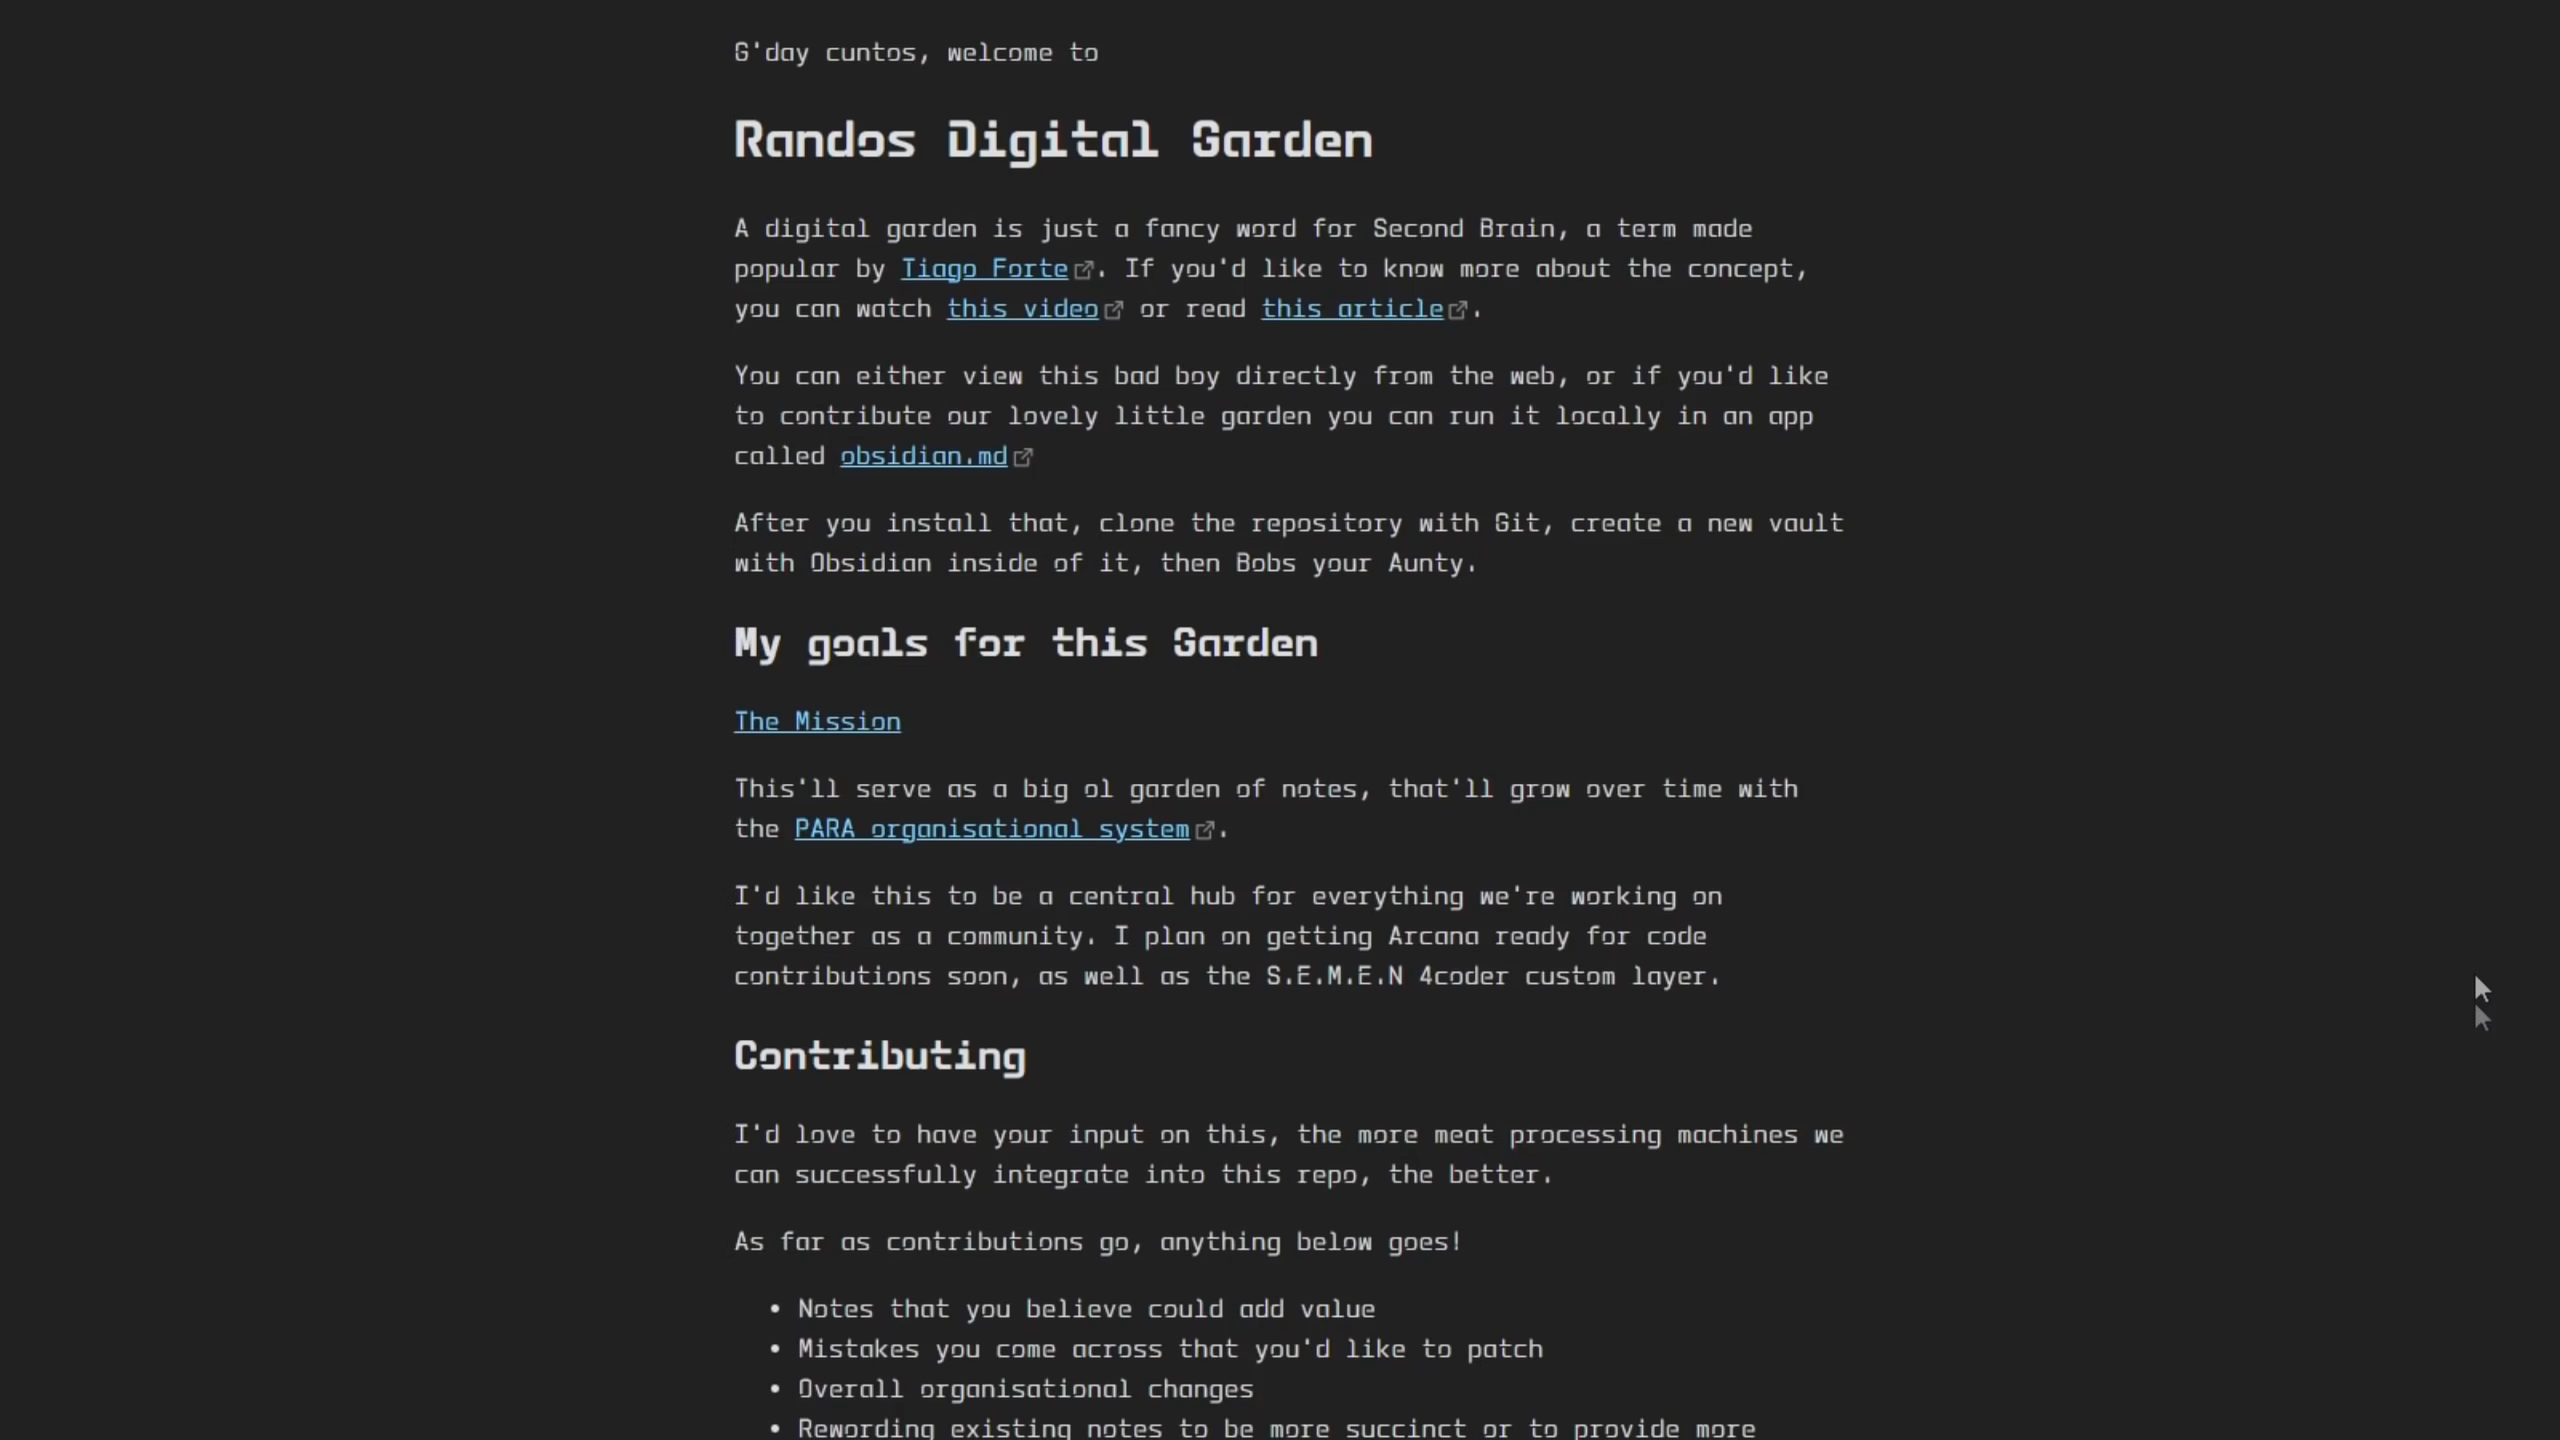 G'day cuntos, welcome to
Randos Digital Garden
A digital garden is just a fancy word for Second Brain, a term made
popular by Tiago Forte. If you'd like to know more about the concept,
you can watch this video or read this article.
You can either view this bad boy directly from the web, or if you'd like
to contribute our lovely little garden you can run it locally in an app
called obsidian.md
After you install that, clone the repository with Git, create a new vault
with Obsidian inside of it, then Bobs your Aunty.
My goals for this Garden
The Mission
This'll serve as a big ol garden of notes, that'll grow over time with
the PARA organisational system.
I'd like this to be a central hub for everything we're working on
together as a community. I plan on getting Arcana ready for code
contributions soon, as well as the S.E.M.E.N 4coder custom layer.
Contributing
I'd love to have your input on this, the more meat processing machines we
can successfully integrate into this repo, the better.
As far as contributions go, anything below goes!
• Notes that you believe could add value
• Mistakes you come across that you'd like to patch
• Overall organisational changes
• Rewording existing notes to be more succinct or to provide more